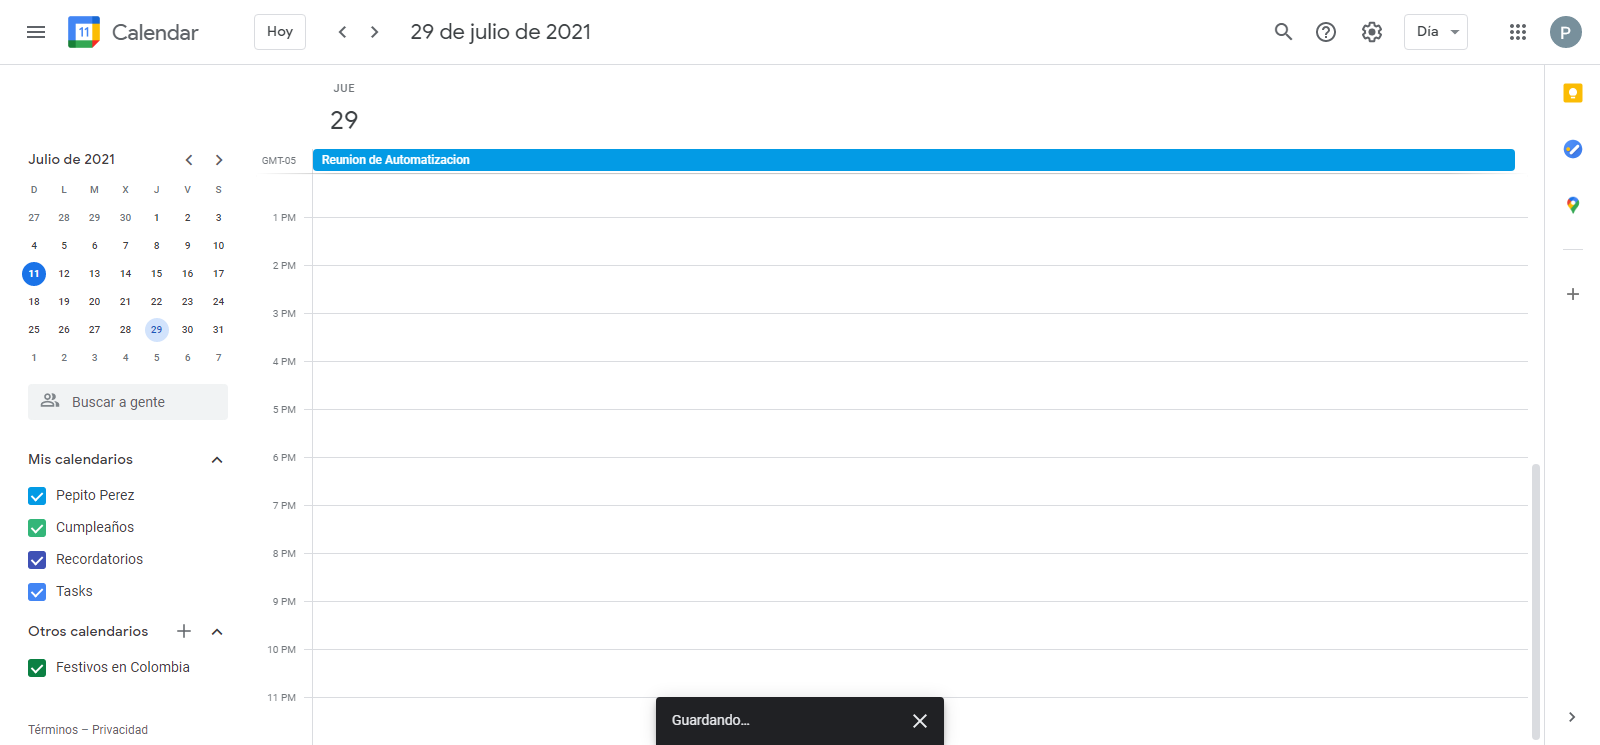 11 Calendar Hoy 29 de julio de 2021 Día P
JUE
29
Julio de 2021
GMT-05 Reunion de Automatizacion
D L M X J V S
27 28 29 30 1 2 3
4 5 6 7 8 9 10
11 12 13 14 15 16 17
18 19 20 21 22 23 24
25 26 27 28 29 30 31
1 2 3 4 5 6 7
Buscar a gente
Mis calendarios
Pepito Perez
Cumpleaños
Recordatorios
Tasks
Otros calendarios
Festivos en Colombia
Términos – Privacidad
1 PM
2 PM
3 PM
4 PM
5 PM
6 PM
7 PM
8 PM
9 PM
10 PM
11 PM
Guardando...